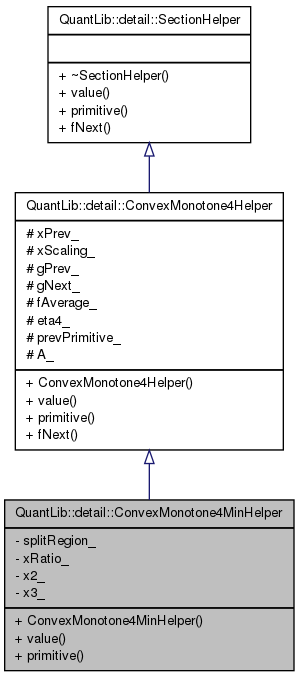 QuantLib::detail::SectionHelper
+ ~SectionHelper()
+ value()
+ primitive()
+ fNext()
QuantLib::detail::ConvexMonotone4Helper
# xPrev_
# xScaling_
# gPrev_
# gNext_
# fAverage_
# eta4_
# prevPrimitive_
# A_
+ ConvexMonotone4Helper()
+ value()
+ primitive()
+ fNext()
QuantLib::detail::ConvexMonotone4MinHelper
- splitRegion_
- xRatio_
- x2_
- x3_
+ ConvexMonotone4MinHelper()
+ value()
+ primitive()